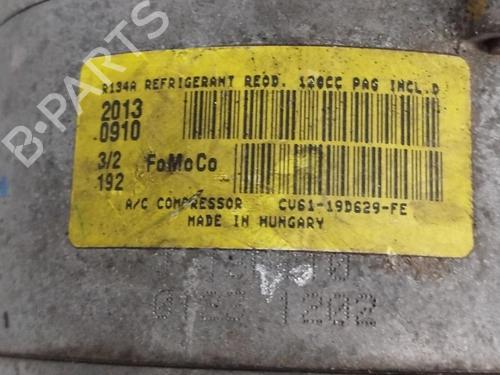 R134A REFRIGERANT REQD. 120CC PAG INCL.D
2013
0910
3/2
FoMoCo
192
A/C COMPRESSOR CV61-19D629-FE
MADE IN HUNGARY
1202
B-PARTS